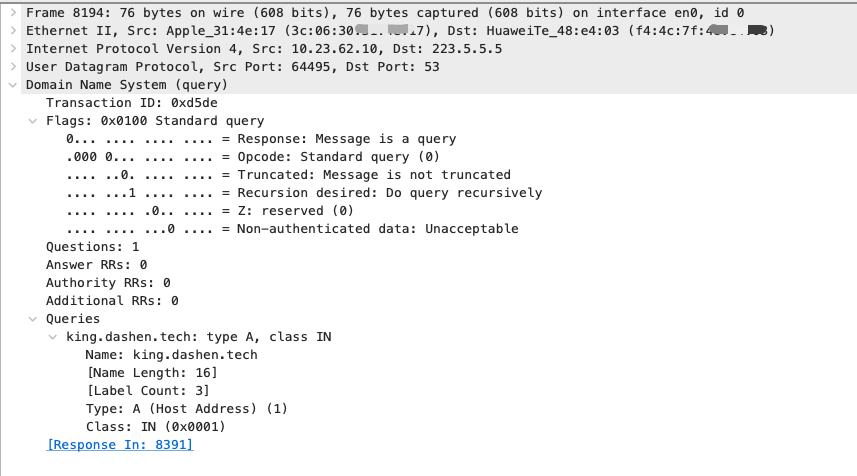 Frame 8194: 76 bytes on wire (608 bits), 76 bytes captured (608 bits) on interface en0, id 0
Ethernet II, Src: Apple_31:4e:17 (3c:06:30 17), Dst: HuaweiTe_48:e4:03 (f4:4c:7f: )
Internet Protocol Version 4, Src: 10.23.62.10, Dst: 223.5.5.5
User Datagram Protocol, Src Port: 64495, Dst Port: 53
Domain Name System (query)
Transaction ID: 0xd5de
Flags: 0x0100 Standard query
0... .... .... .... = Response: Message is a query
.000 0... .... .... = Opcode: Standard query (0)
.... ..0. .... .... = Truncated: Message is not truncated
.... ...1 .... .... = Recursion desired: Do query recursively
.... .... .0.. .... = Z: reserved (0)
.... .... ...0 .... = Non-authenticated data: Unacceptable
Questions: 1
Answer RRs: 0
Authority RRs: 0
Additional RRs: 0
Queries
king.dashen.tech: type A, class IN
Name: king.dashen.tech
[Name Length: 16]
[Label Count: 3]
Type: A (Host Address) (1)
Class: IN (0x0001)
[Response In: 8391]